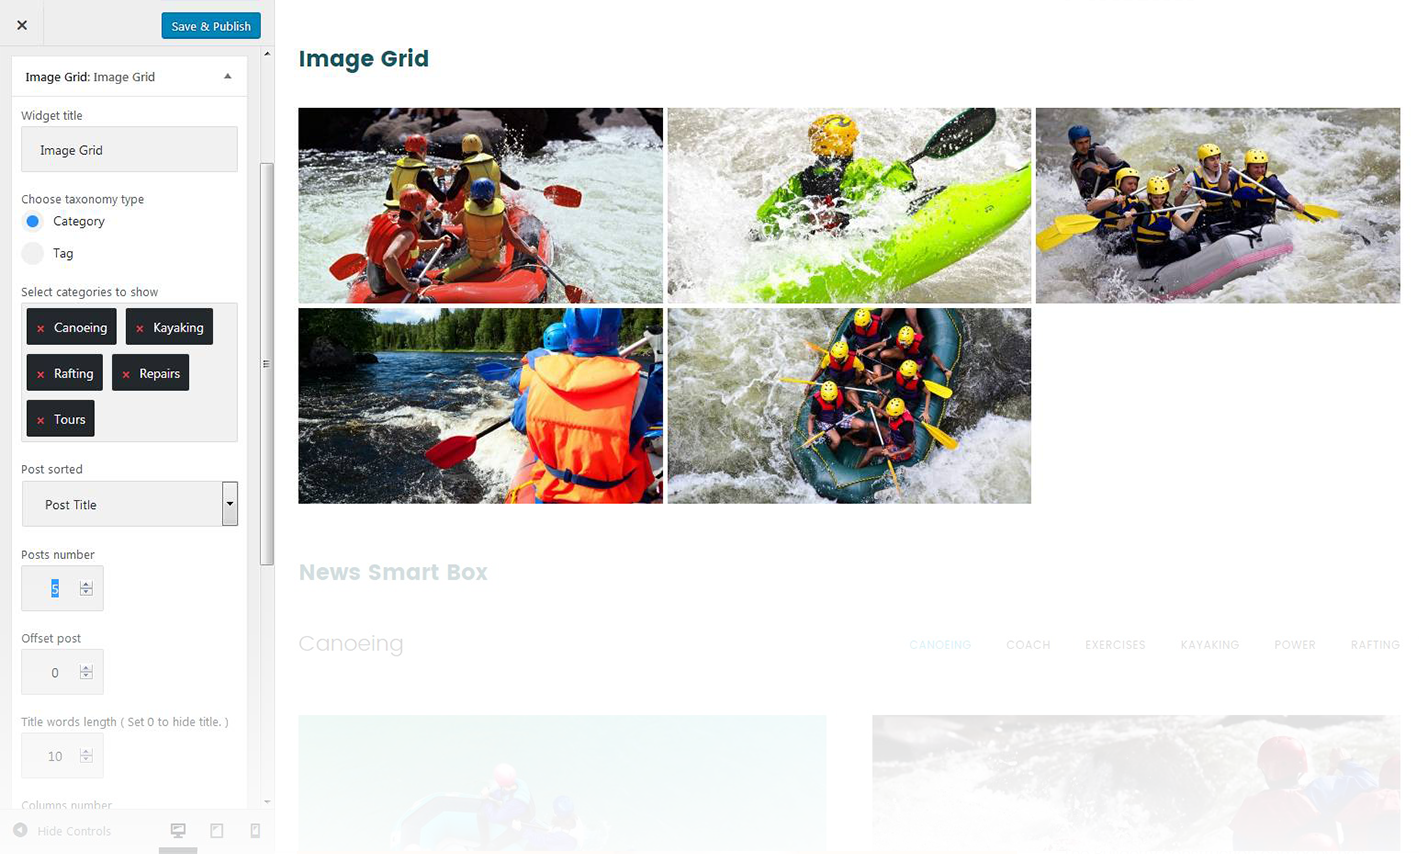 Save & Publish
Image Grid: Image Grid
Widget title
Image Grid
Choose taxonomy type
Category
Tag
Select categories to show
× Canoeing × Kayaking
× Rafting × Repairs
× Tours
Post sorted
Post Title
Posts number
5
Offset post
0
Title words length ( Set 0 to hide title. )
10
Columns number
Hide Controls
Image Grid
News Smart Box
Canoeing
CANOEING COACH EXERCISES KAYAKING POWER RAFTING